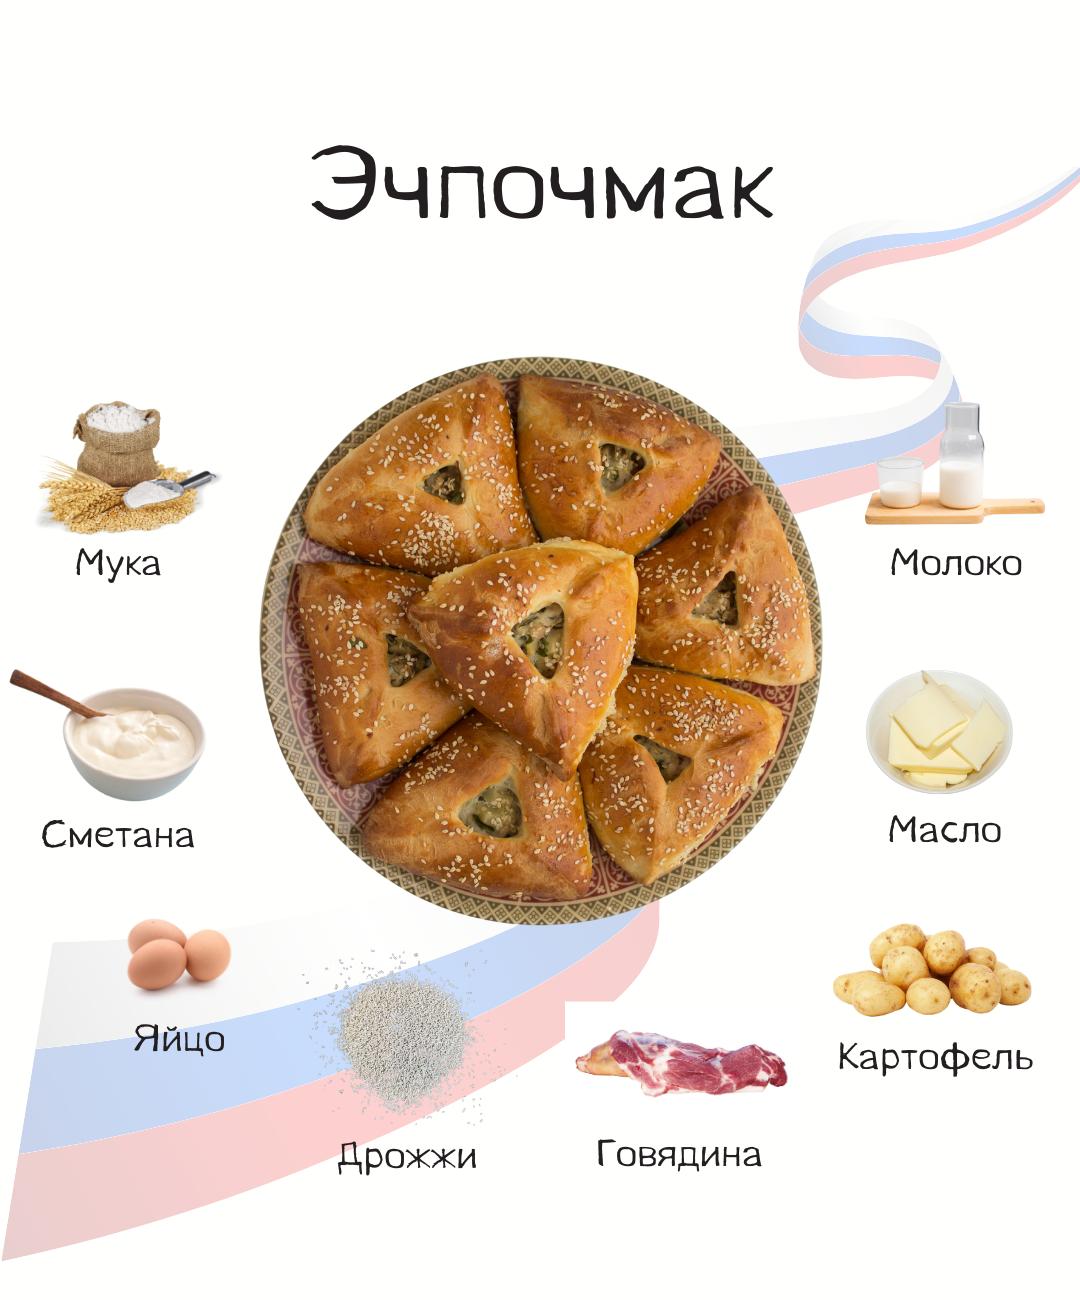 Эчпочмак
Мука
Молоко
Сметана
Масло
Яйцо
Картофель
Дрожжи
Говядина